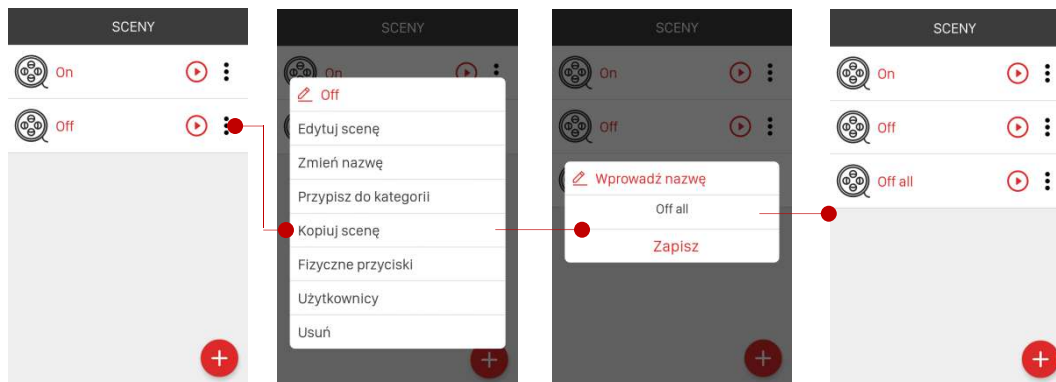 SCENY
On
Off
SCENY
On
Off
Edytuj scenę
Zmień nazwę
Przypisz do kategorii
Kopiuj scenę
Fizyczne przyciski
Użytkownicy
Usuń
SCENY
On
Off
Wprowadź nazwę
Off all
Zapisz
SCENY
On
Off
Off all